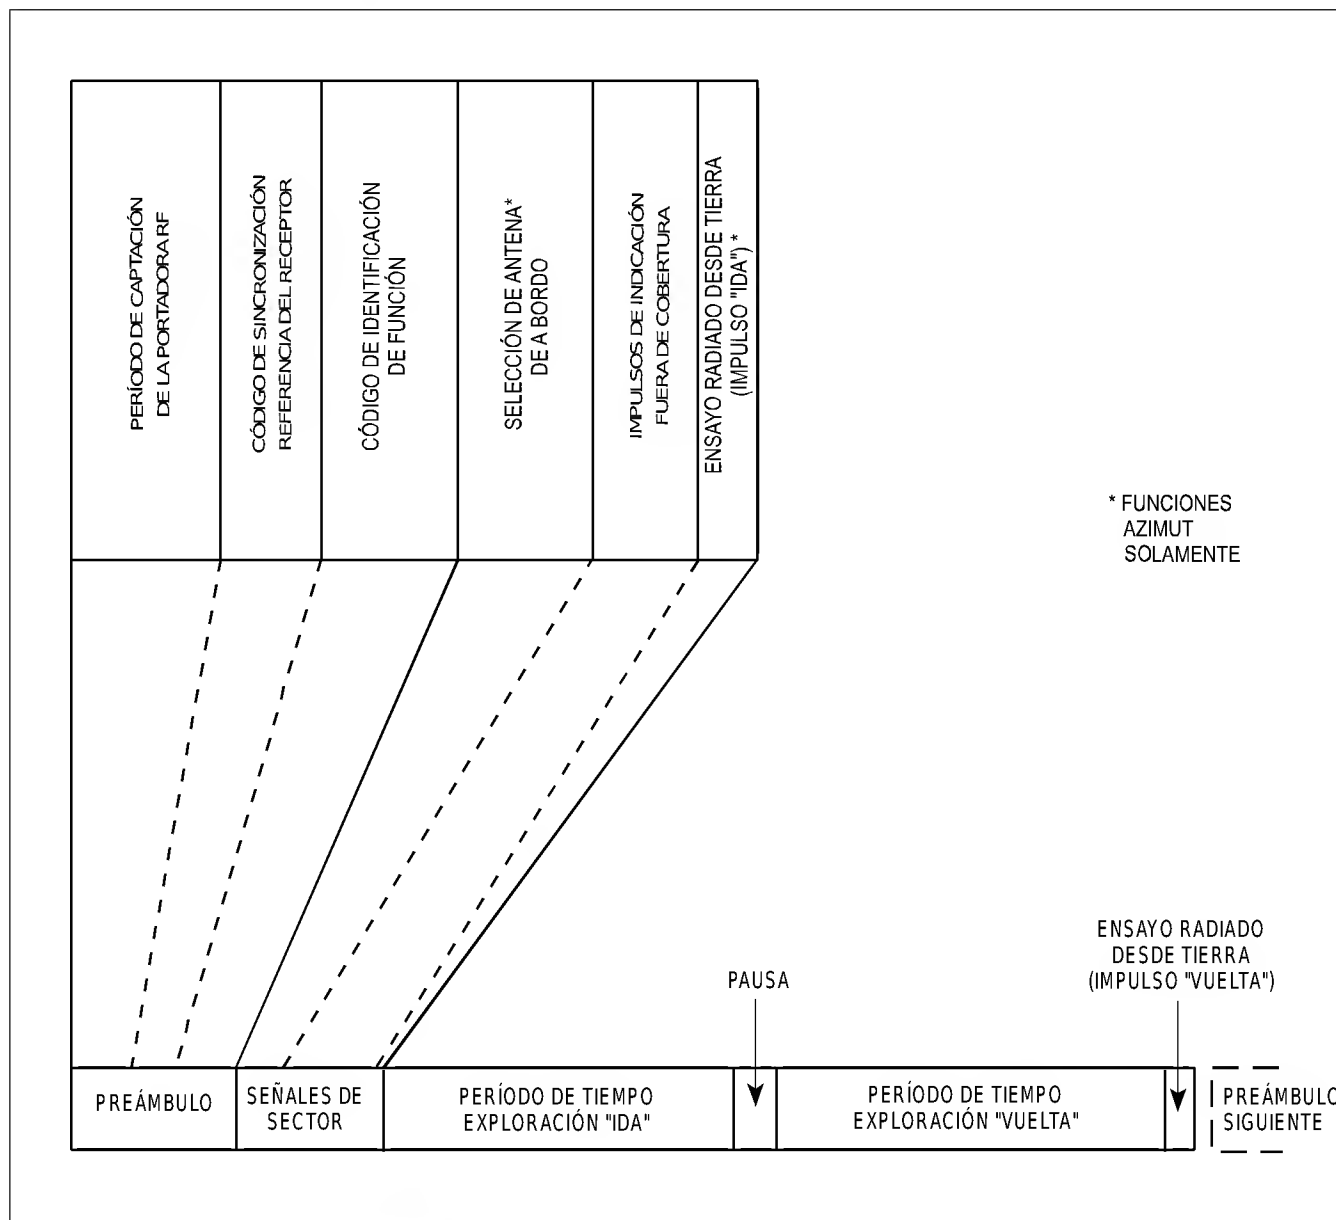 PERÍODO DE CAPTACIÓN
DE LA PORTADORA RF
CÓDIGO DE SINCRONIZACIÓN
REFERENCIA DEL RECEPTOR
CÓDIGO DE IDENTIFICACIÓN
DE FUNCIÓN
SELECCIÓN DE ANTENA*
DE A BORDO
IMPULSOS DE INDICACIÓN
FUERA DE COBERTURA
ENSAYO RADIADO DESDE TIERRA
(IMPULSO "IDA") *
* FUNCIONES
AZIMUT
SOLAMENTE
PAUSA
ENSAYO RADIADO
DESDE TIERRA
(IMPULSO "VUELTA")
PREÁMBULO
SEÑALES DE
SECTOR
PERÍODO DE TIEMPO
EXPLORACIÓN "IDA"
PERÍODO DE TIEMPO
EXPLORACIÓN "VUELTA"
PREÁMBULO
SIGUIENTE